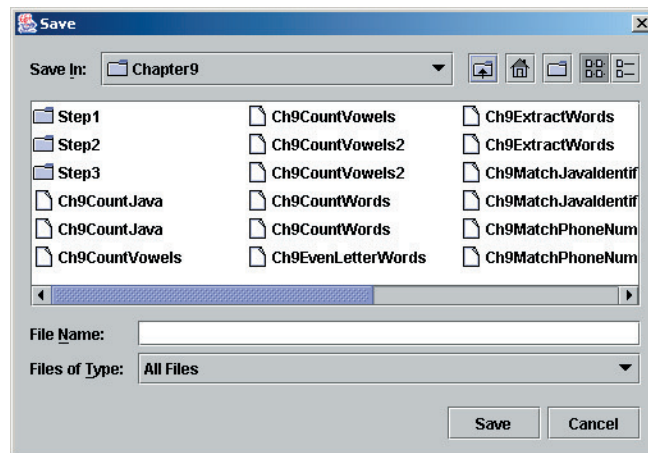 Save
Save In: Chapter9
Step1 Ch9CountVowels Ch9ExtractWords
Step2 Ch9CountVowels2 Ch9ExtractWords
Step3 Ch9CountVowels2 Ch9MatchJavaIdentif
Ch9CountJava Ch9CountWords Ch9MatchJavaIdentif
Ch9CountJava Ch9CountWords Ch9MatchPhoneNum
Ch9CountVowels Ch9EvenLetterWords Ch9MatchPhoneNum
File Name:
Files of Type: All Files
Save Cancel